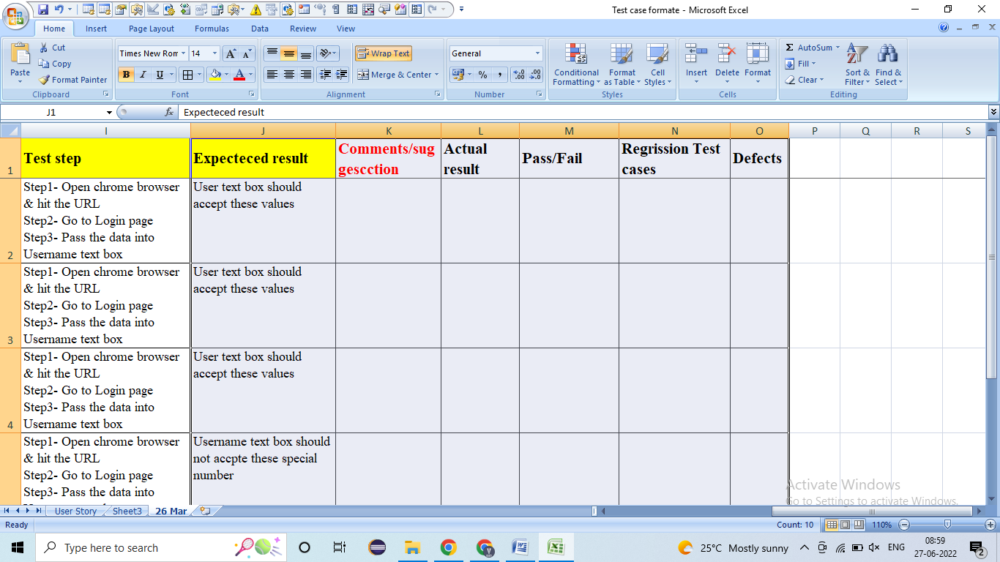 Test case formate - Microsoft Excel
Home Insert Page Layout Formulas Data Review View
Paste
Cut
Copy
Format Painter
Clipboard
Times New Ron 14 A A
B I U A
Font
Wrap Text
Merge & Center
Alignment
General
% ,
Number
Conditional Formatting
Format as Table
Cell Styles
Styles
Insert Delete Format
Cells
Σ AutoSum
Fill
Clear
Sort & Filter
Find & Select
Editing
J1 fx Expecteced result
I J K L M N O P Q R S
1
Test step
Expecteced result
Comments/sug
gescction
Actual
result
Pass/Fail
Regrission Test
cases
Defects
2
Step1- Open chrome browser
& hit the URL
Step2- Go to Login page
Step3- Pass the data into
Username text box
User text box should
accept these values
3
Step1- Open chrome browser
& hit the URL
Step2- Go to Login page
Step3- Pass the data into
Username text box
User text box should
accept these values
4
Step1- Open chrome browser
& hit the URL
Step2- Go to Login page
Step3- Pass the data into
Username text box
User text box should
accept these values
Step1- Open chrome browser
& hit the URL
Step2- Go to Login page
Step3- Pass the data into
Username text box should
not accpte these special
number
Activate Windows
Go to Settings to activate Windows.
User Story Sheet3 26 Mar
Ready Count: 10 110%
Type here to search
25°C Mostly sunny ENG
08:59
27-06-2022
2